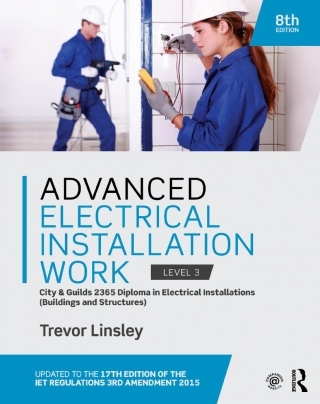 8th
EDITION
ADVANCED
ELECTRICAL
INSTALLATION
WORK
LEVEL 3
City & Guilds 2365 Diploma in Electrical Installations
(Buildings and Structures)
Trevor Linsley
UPDATED TO THE 17TH EDITION OF THE
IET REGULATIONS 3RD AMENDMENT 2015